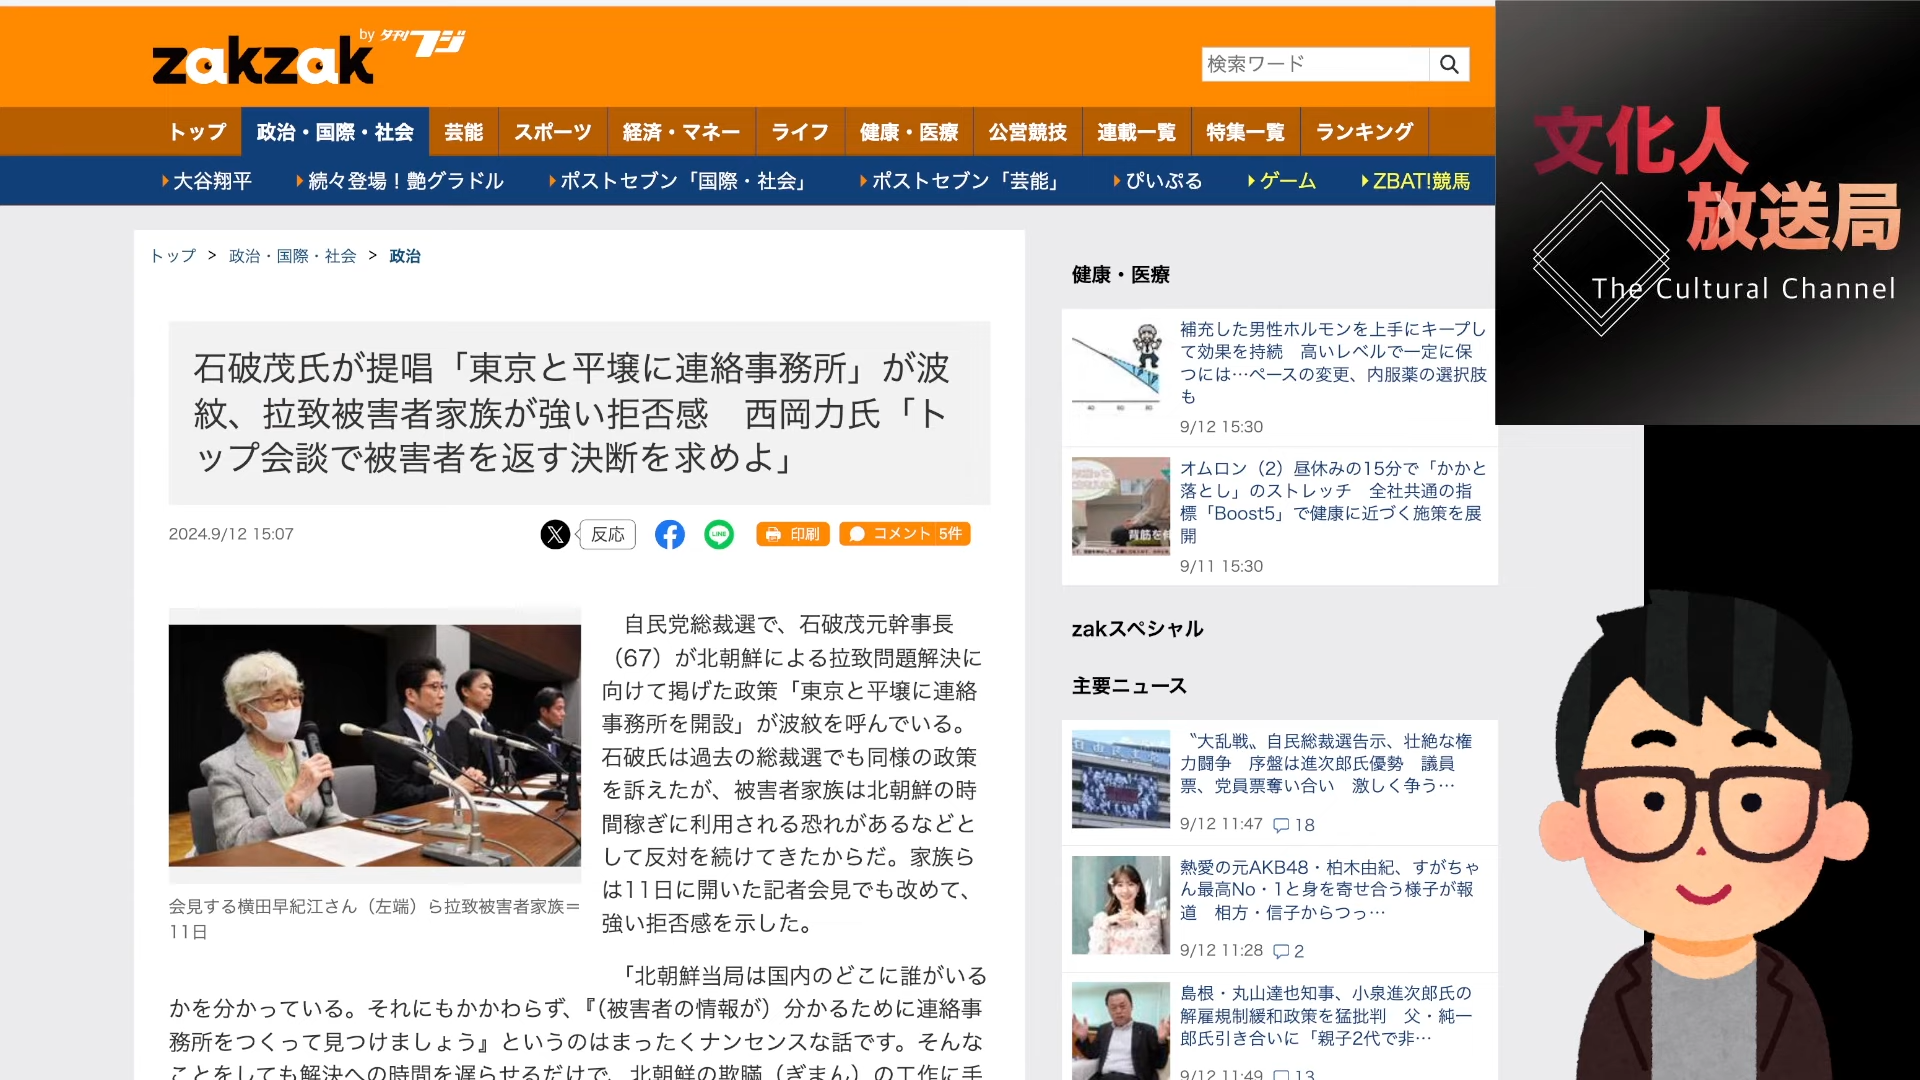 zakzak by 夕刊フジ
検索ワード
トップ 政治・国際・社会 芸能 スポーツ 経済・マネー ライフ 健康・医療 公営競技 連載一覧 特集一覧 ランキング
大谷翔平 続々登場！艶グラドル ポストセブン「国際・社会」 ポストセブン「芸能」 ぴいぷる ゲーム ZBAT!競馬
トップ > 政治・国際・社会 > 政治
石破茂氏が提唱「東京と平壌に連絡事務所」が波
紋、拉致被害者家族が強い拒否感　西岡力氏「ト
ップ会談で被害者を返す決断を求めよ」
2024.9/12 15:07
反応
LINE
印刷
コメント 5件
会見する横田早紀江さん（左端）ら拉致被害者家族＝
11日
自民党総裁選で、石破茂元幹事長
（67）が北朝鮮による拉致問題解決に
向けて掲げた政策「東京と平壌に連絡
事務所を開設」が波紋を呼んでいる。
石破氏は過去の総裁選でも同様の政策
を訴えたが、被害者家族は北朝鮮の時
間稼ぎに利用される恐れがあるなどと
して反対を続けてきたからだ。家族ら
は11日に開いた記者会見でも改めて、
強い拒否感を示した。
「北朝鮮当局は国内のどこに誰がいる
かを分かっている。それにもかかわらず、『（被害者の情報が）分かるために連絡事
務所をつくって見つけましょう』というのはまったくナンセンスな話です。そんな
ことをしても解決への時間を遅らせるだけで、北朝鮮の欺瞞（ぎまん）の工作に手
健康・医療
補充した男性ホルモンを上手にキープし
て効果を持続　高いレベルで一定に保
つには…ペースの変更、内服薬の選択肢
も
9/12 15:30
オムロン（2）昼休みの15分で「かかと
落とし」のストレッチ　全社共通の指
標「Boost5」で健康に近づく施策を展
開
9/11 15:30
zakスペシャル
主要ニュース
〝大乱戦〟自民総裁選告示、壮絶な権
力闘争　序盤は進次郎氏優勢　議員
票、党員票奪い合い　激しく争う…
9/12 11:47 18
熱愛の元AKB48・柏木由紀、すがちゃ
ん最高No・1と身を寄せ合う様子が報
道　相方・信子からつっ…
9/12 11:28 2
島根・丸山達也知事、小泉進次郎氏の
解雇規制緩和政策を猛批判　父・純一
郎氏引き合いに「親子2代で非…
9/12 11:49 13
文化人
放送局
The Cultural Channel